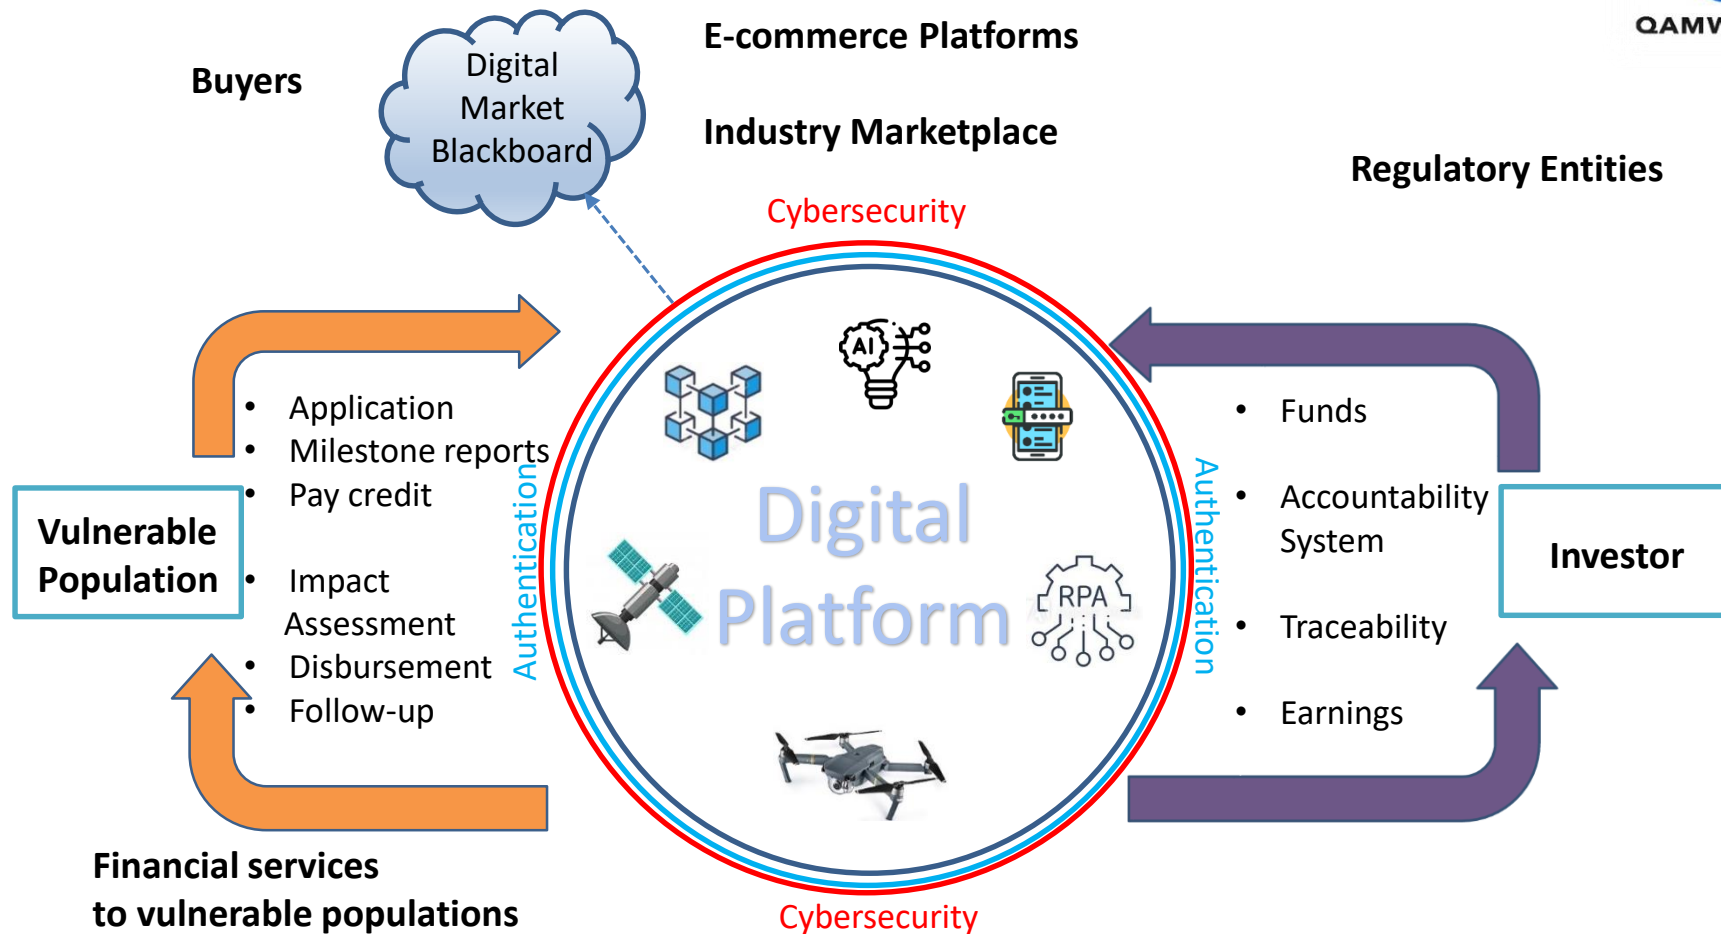 E-commerce Platforms
QAMW
Buyers
Digital
Market
Blackboard
Industry Marketplace
Regulatory Entities
Cybersecurity
AI
• Application
• Milestone reports
• Pay credit
• Impact
Assessment
• Disbursement
• Follow-up
Vulnerable
Population
Authentication
Digital
Platform
RPA
Authentication
• Funds
• Accountability
System
• Traceability
• Earnings
Investor
Financial services
to vulnerable populations
Cybersecurity